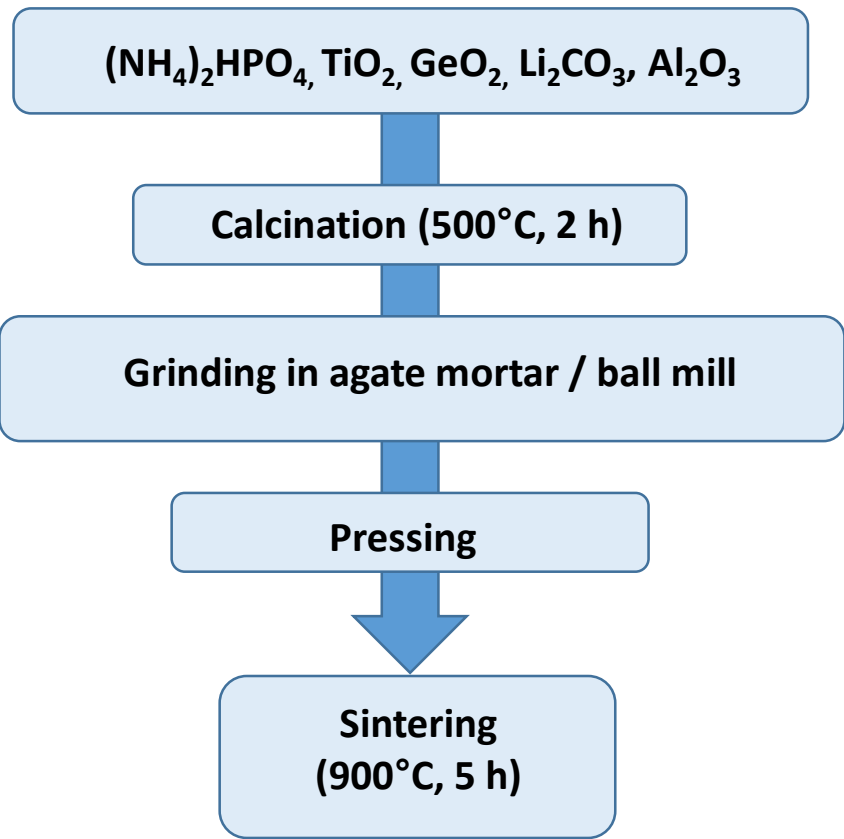 (NH₄)₂HPO₄, TiO₂, GeO₂, Li₂CO₃, Al₂O₃
Calcination (500°C, 2 h)
Grinding in agate mortar / ball mill
Pressing
Sintering
(900°C, 5 h)